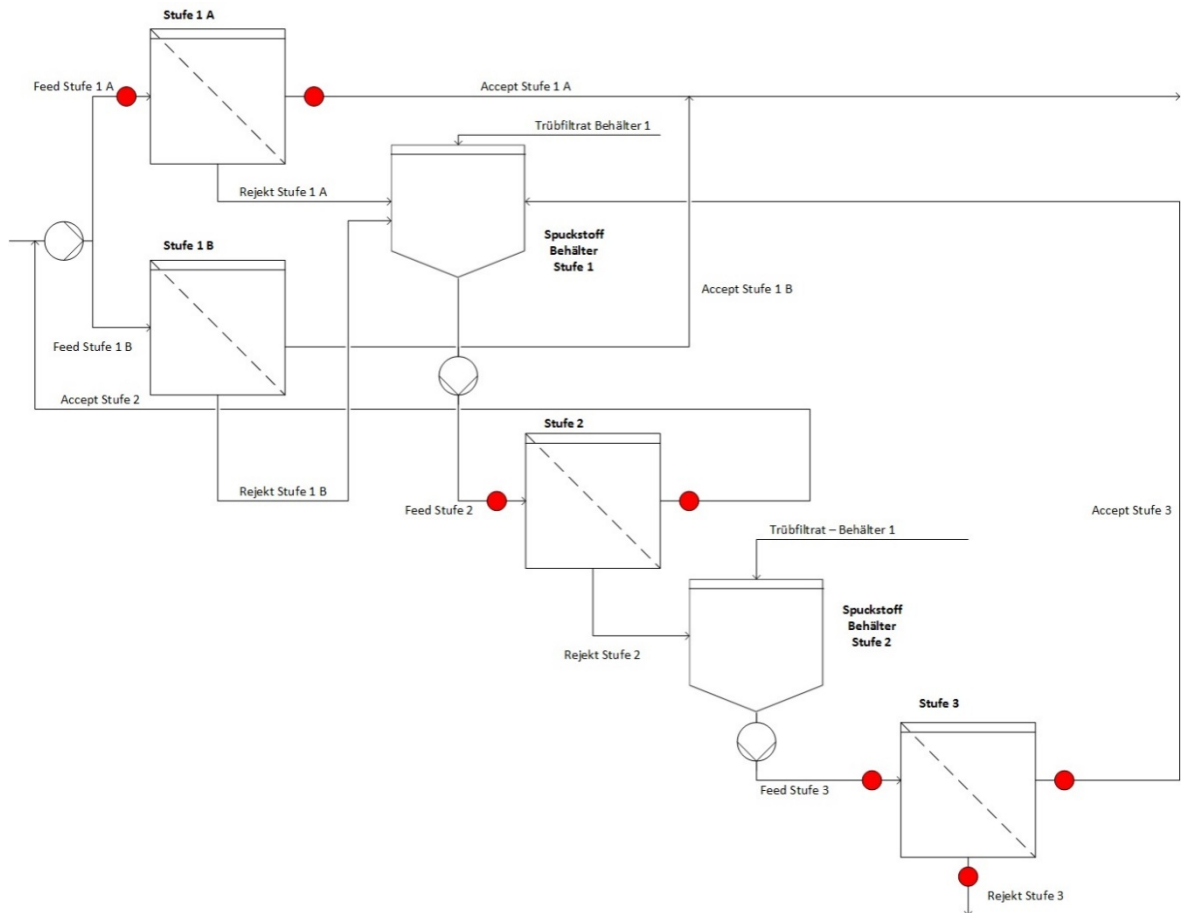 Stufe 1 A
Feed Stufe 1 A
Accept Stufe 1 A
Trübfiltrat Behälter 1
Rejekt Stufe 1 A
Stufe 1 B
Spuckstoff
Behälter
Stufe 1
Accept Stufe 1 B
Feed Stufe 1 B
Accept Stufe 2
Stufe 2
Rejekt Stufe 1 B
Feed Stufe 2
Accept Stufe 3
Trübfiltrat – Behälter 1
Spuckstoff
Behälter
Stufe 2
Rejekt Stufe 2
Stufe 3
Feed Stufe 3
Rejekt Stufe 3